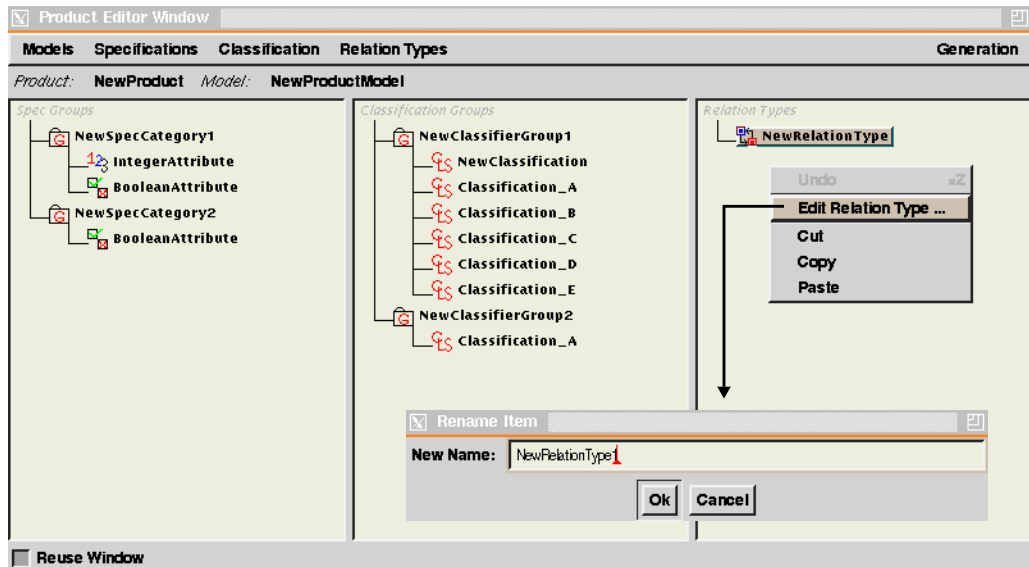 Product Editor Window
Models Specifications Classification Relation Types Generation
Product: NewProduct Model: NewProductModel
Spec Groups
NewSpecCategory1
IntegerAttribute
BooleanAttribute
NewSpecCategory2
BooleanAttribute
Classification Groups
NewClassifierGroup1
NewClassification
Classification_A
Classification_B
Classification_C
Classification_D
Classification_E
NewClassifierGroup2
Classification_A
Relation Types
NewRelationType
Undo ×Z
Edit Relation Type ...
Cut
Copy
Paste
Rename Item
New Name: NewRelationType1
Ok Cancel
Reuse Window